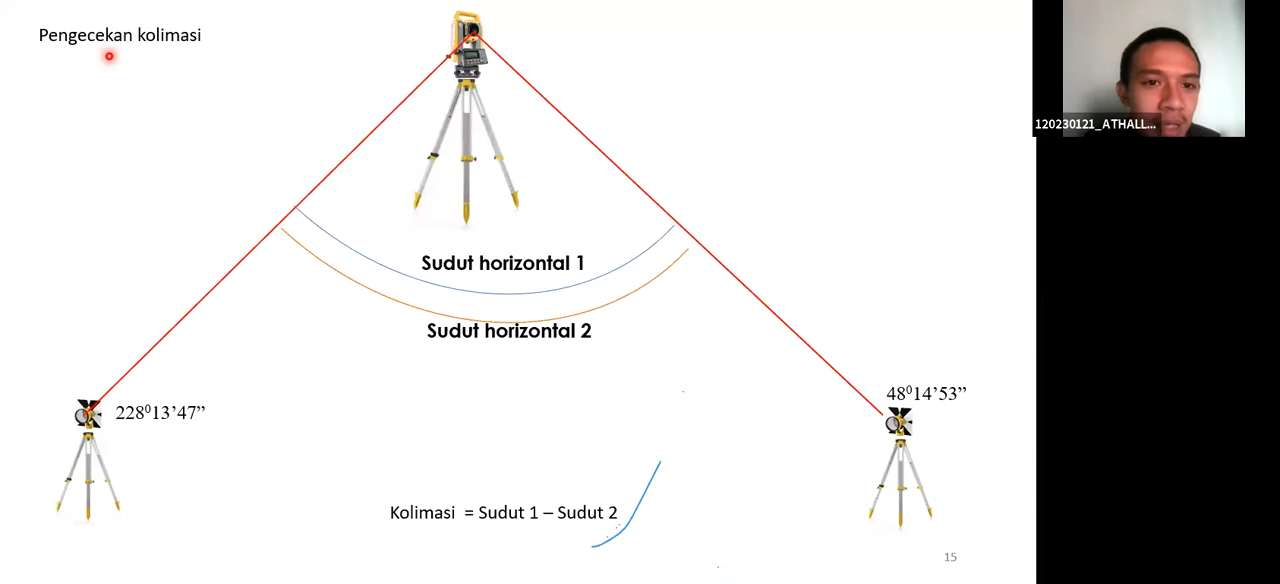 Pengecekan kolimasi
120230121_ATHALL...
Sudut horizontal 1
Sudut horizontal 2
228⁰13’47”
48⁰14’53”
Kolimasi = Sudut 1 – Sudut 2
15